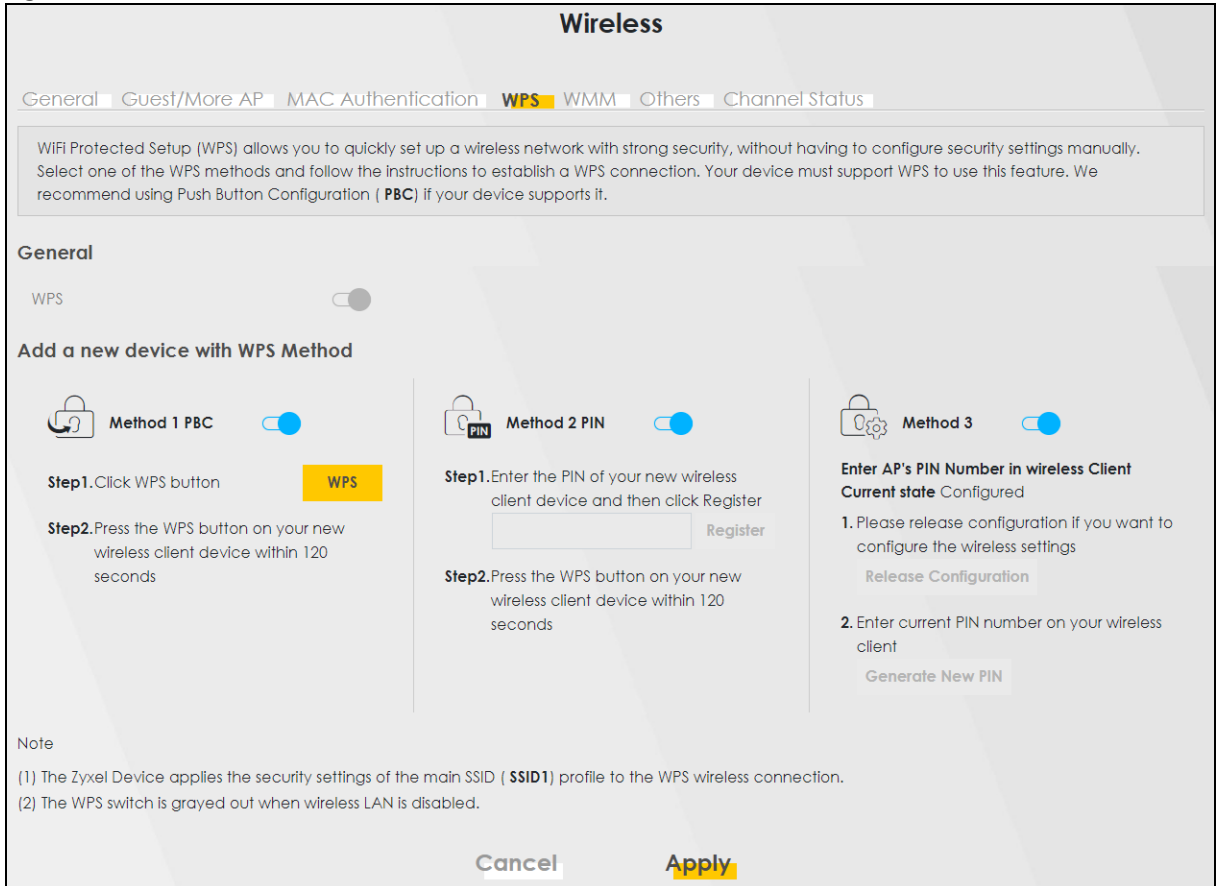 Wireless
General Guest/More AP MAC Authentication WPS WMM Others Channel Status
WiFi Protected Setup (WPS) allows you to quickly set up a wireless network with strong security, without having to configure security settings manually.
Select one of the WPS methods and follow the instructions to establish a WPS connection. Your device must support WPS to use this feature. We
recommend using Push Button Configuration ( PBC) if your device supports it.
General
WPS
Add a new device with WPS Method
Method 1 PBC
Step1.Click WPS button
WPS
Step2.Press the WPS button on your new
wireless client device within 120
seconds
PIN
Method 2 PIN
Step1.Enter the PIN of your new wireless
client device and then click Register
Register
Step2.Press the WPS button on your new
wireless client device within 120
seconds
Method 3
Enter AP's PIN Number in wireless Client
Current state Configured
1. Please release configuration if you want to
configure the wireless settings
Release Configuration
2. Enter current PIN number on your wireless
client
Generate New PIN
Note
(1) The Zyxel Device applies the security settings of the main SSID ( SSID1) profile to the WPS wireless connection.
(2) The WPS switch is grayed out when wireless LAN is disabled.
Cancel Apply